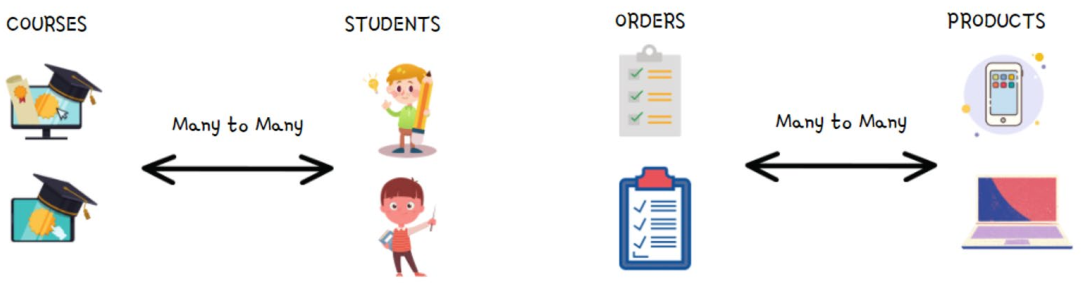 COURSES
STUDENTS
Many to Many
ORDERS
PRODUCTS
Many to Many